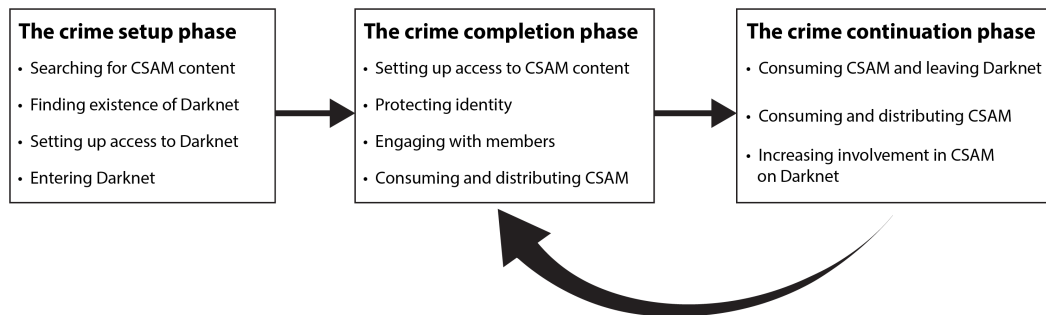 The crime setup phase
• Searching for CSAM content
• Finding existence of Darknet
• Setting up access to Darknet
• Entering Darknet
The crime completion phase
• Setting up access to CSAM content
• Protecting identity
• Engaging with members
• Consuming and distributing CSAM
The crime continuation phase
• Consuming CSAM and leaving Darknet
• Consuming and distributing CSAM
• Increasing involvement in CSAM
on Darknet